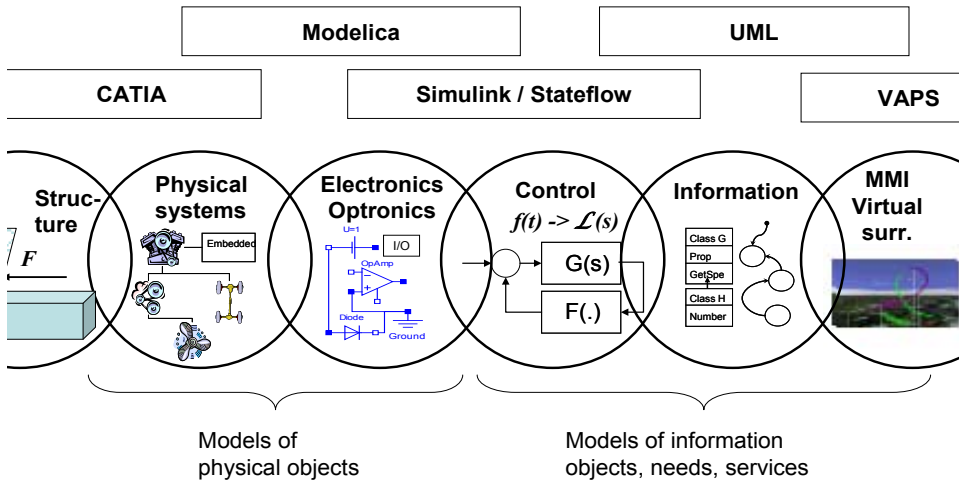 Modelica
UML
CATIA
Simulink / Stateflow
VAPS
Struc-
ture
F
Physical
systems
Embedded
Electronics
Optronics
U=1
I/O
OpAmp
Diode
Ground
Control
f(t) -> ℒ(s)
G(s)
F(.)
Information
Class G
Prop
GetSpe
Class H
Number
MMI
Virtual
surr.
Models of
physical objects
Models of information
objects, needs, services